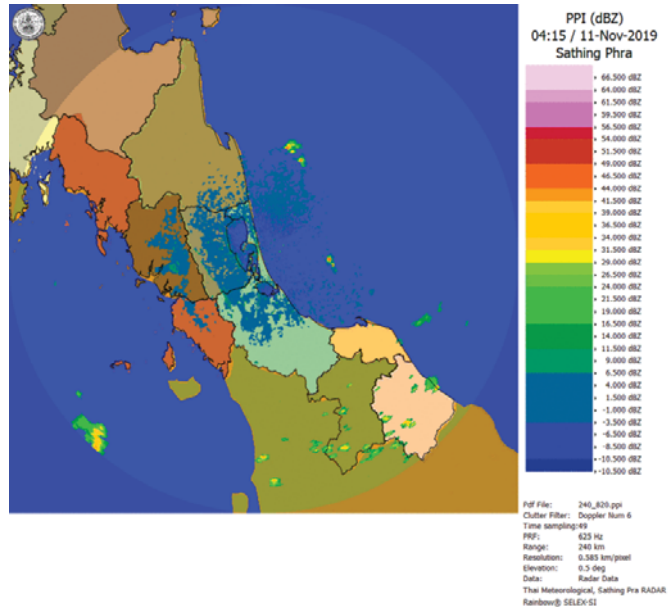 PPI (dBZ)
04:15 / 11-Nov-2019
Sathing Phra
66.500 dBZ
64.000 dBZ
61.500 dBZ
59.500 dBZ
56.500 dBZ
54.000 dBZ
51.500 dBZ
49.000 dBZ
46.500 dBZ
44.000 dBZ
41.500 dBZ
39.000 dBZ
36.500 dBZ
34.000 dBZ
31.500 dBZ
29.000 dBZ
26.500 dBZ
24.000 dBZ
21.500 dBZ
19.000 dBZ
16.500 dBZ
14.000 dBZ
11.500 dBZ
9.000 dBZ
6.500 dBZ
4.000 dBZ
1.500 dBZ
-1.000 dBZ
-3.500 dBZ
-6.500 dBZ
-8.500 dBZ
-10.500 dBZ
-10.500 dBZ
Pdf File: 240_820.ppi
Clutter Filter: Doppler Num 6
Time sampling:49
PRF: 625 Hz
Range: 240 km
Resolution: 0.585 km/pixel
Elevation: 0.5 deg
Data: Radar Data
Thai Meteorological, Sathing Pra RADAR
Rainbow® SELEX-SI